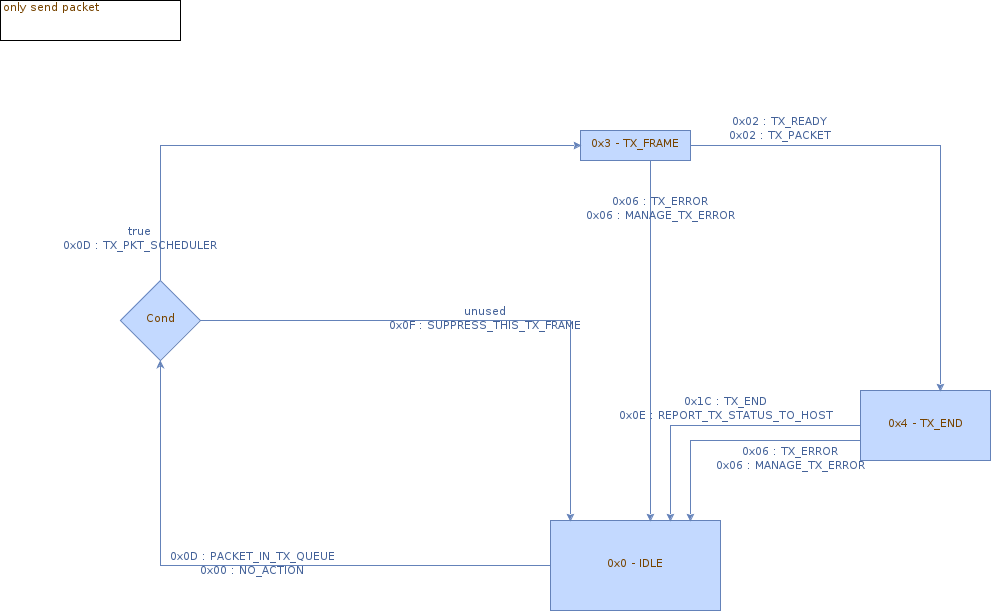 only send packet
0x02 : TX_READY
0x02 : TX_PACKET
0x3 - TX_FRAME
0x06 : TX_ERROR
0x06 : MANAGE_TX_ERROR
true
0x0D : TX_PKT_SCHEDULER
Cond
unused
0x0F : SUPPRESS_THIS_TX_FRAME
0x1C : TX_END
0x0E : REPORT_TX_STATUS_TO_HOST
0x4 - TX_END
0x06 : TX_ERROR
0x06 : MANAGE_TX_ERROR
0x0D : PACKET_IN_TX_QUEUE
0x00 : NO_ACTION
0x0 - IDLE